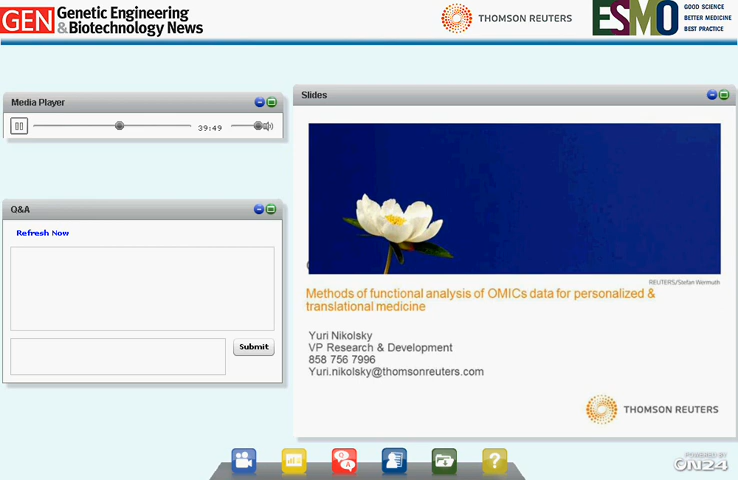 GEN Genetic Engineering
& Biotechnology News
THOMSON REUTERS
ESMO
GOOD SCIENCE
BETTER MEDICINE
BEST PRACTICE
Media Player
39:49
Q&A
Refresh Now
Submit
Slides
REUTERS/Stefan Wermuth
Methods of functional analysis of OMICs data for personalized &
translational medicine
Yuri Nikolsky
VP Research & Development
858 756 7996
Yuri.nikolsky@thomsonreuters.com
THOMSON REUTERS
Q
A
?
POWERED BY
ON24